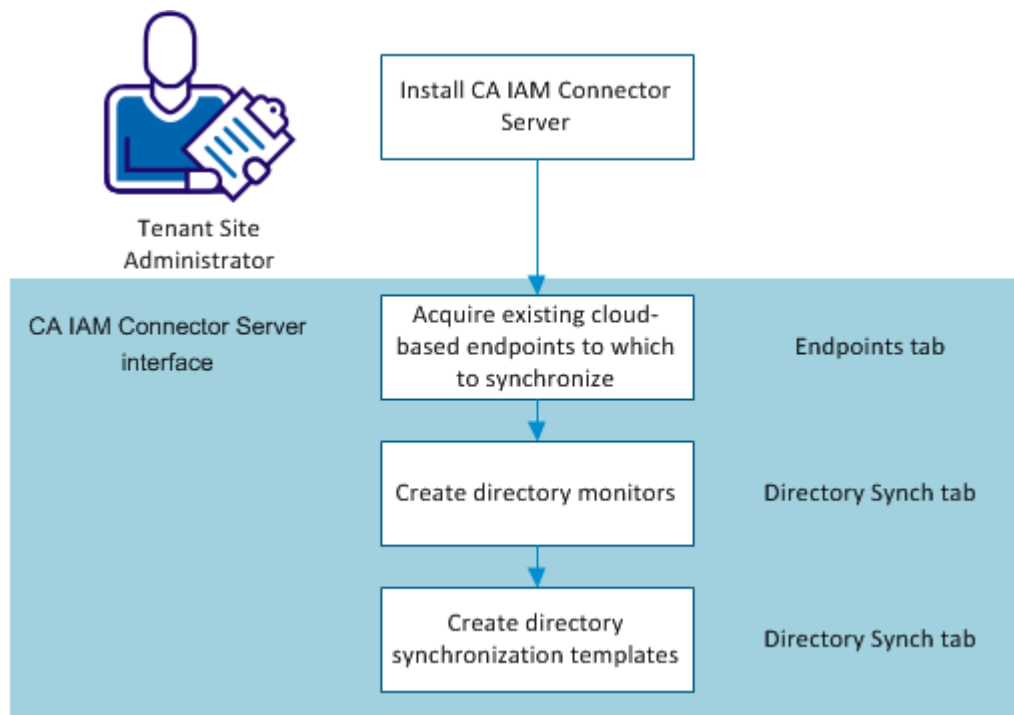 Install CA IAM Connector
Server
Tenant Site
Administrator
CA IAM Connector Server
interface
Acquire existing cloud-
based endpoints to which
to synchronize
Endpoints tab
Create directory monitors
Directory Synch tab
Create directory
synchronization templates
Directory Synch tab